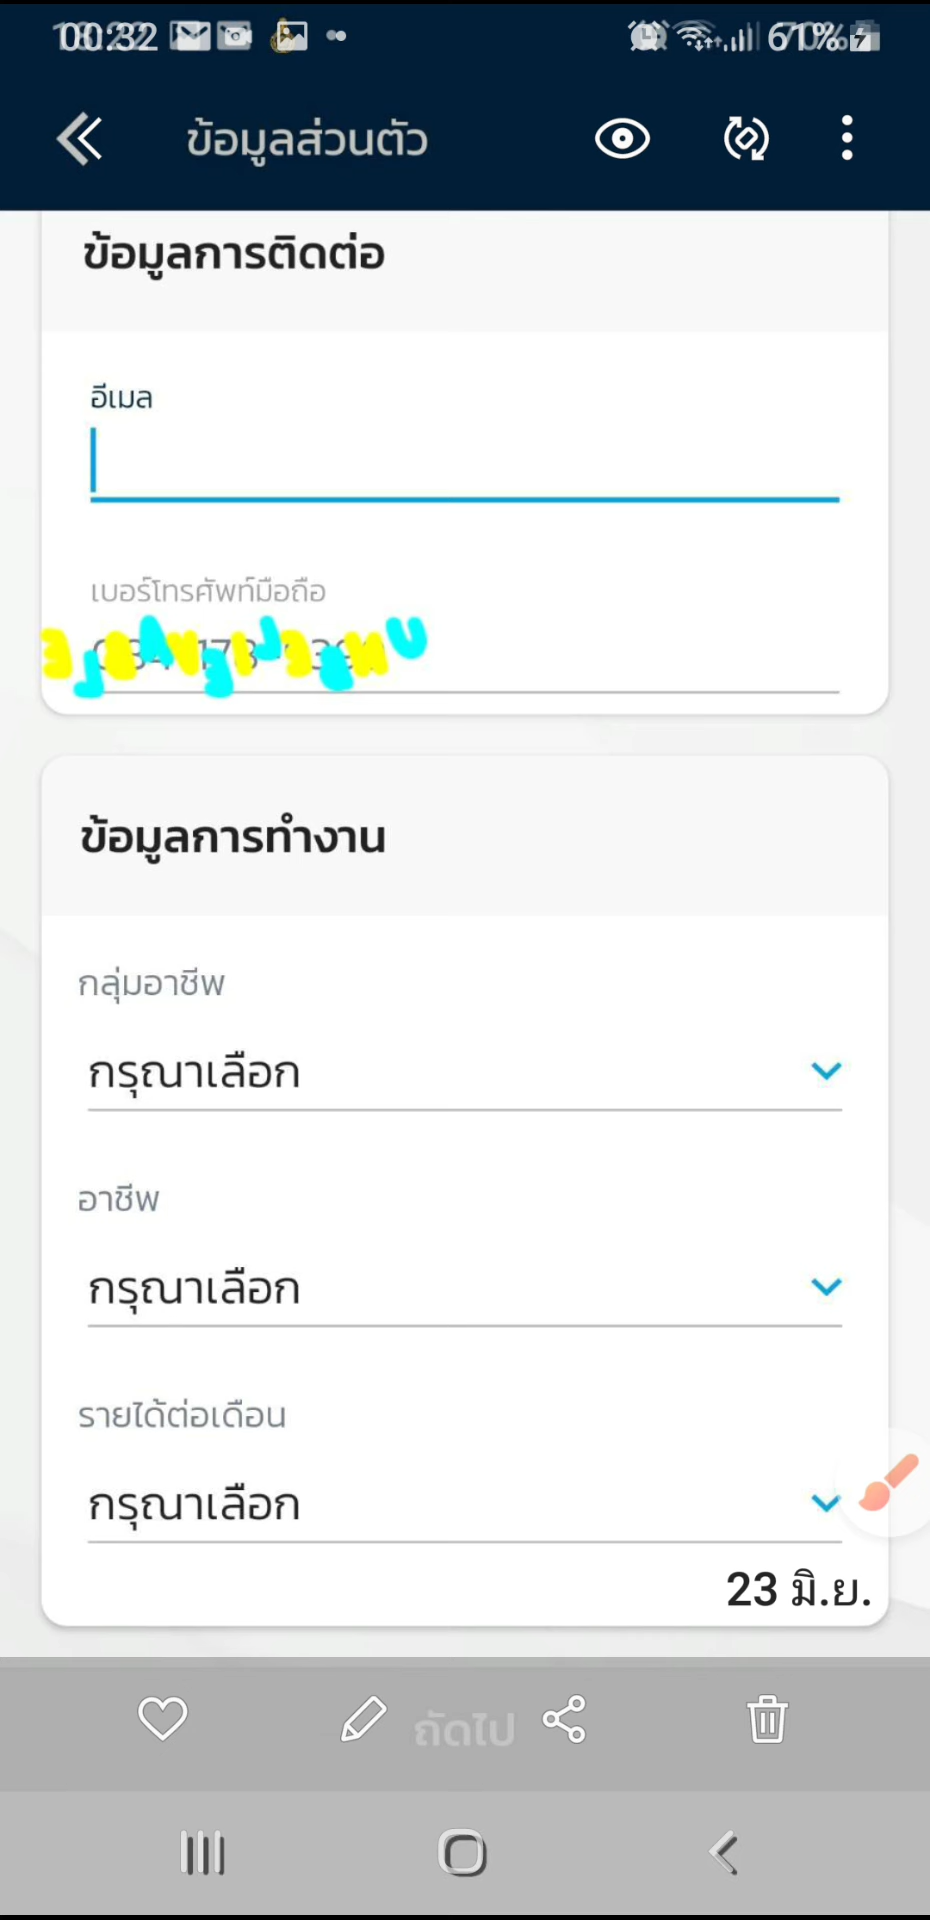 00:32 61%
ข้อมูลส่วนตัว
ข้อมูลการติดต่อ
อีเมล
เบอร์โทรศัพท์มือถือ
ข้อมูลการทำงาน
กลุ่มอาชีพ
กรุณาเลือก
อาชีพ
กรุณาเลือก
รายได้ต่อเดือน
กรุณาเลือก
23 มิ.ย.
ถัดไป